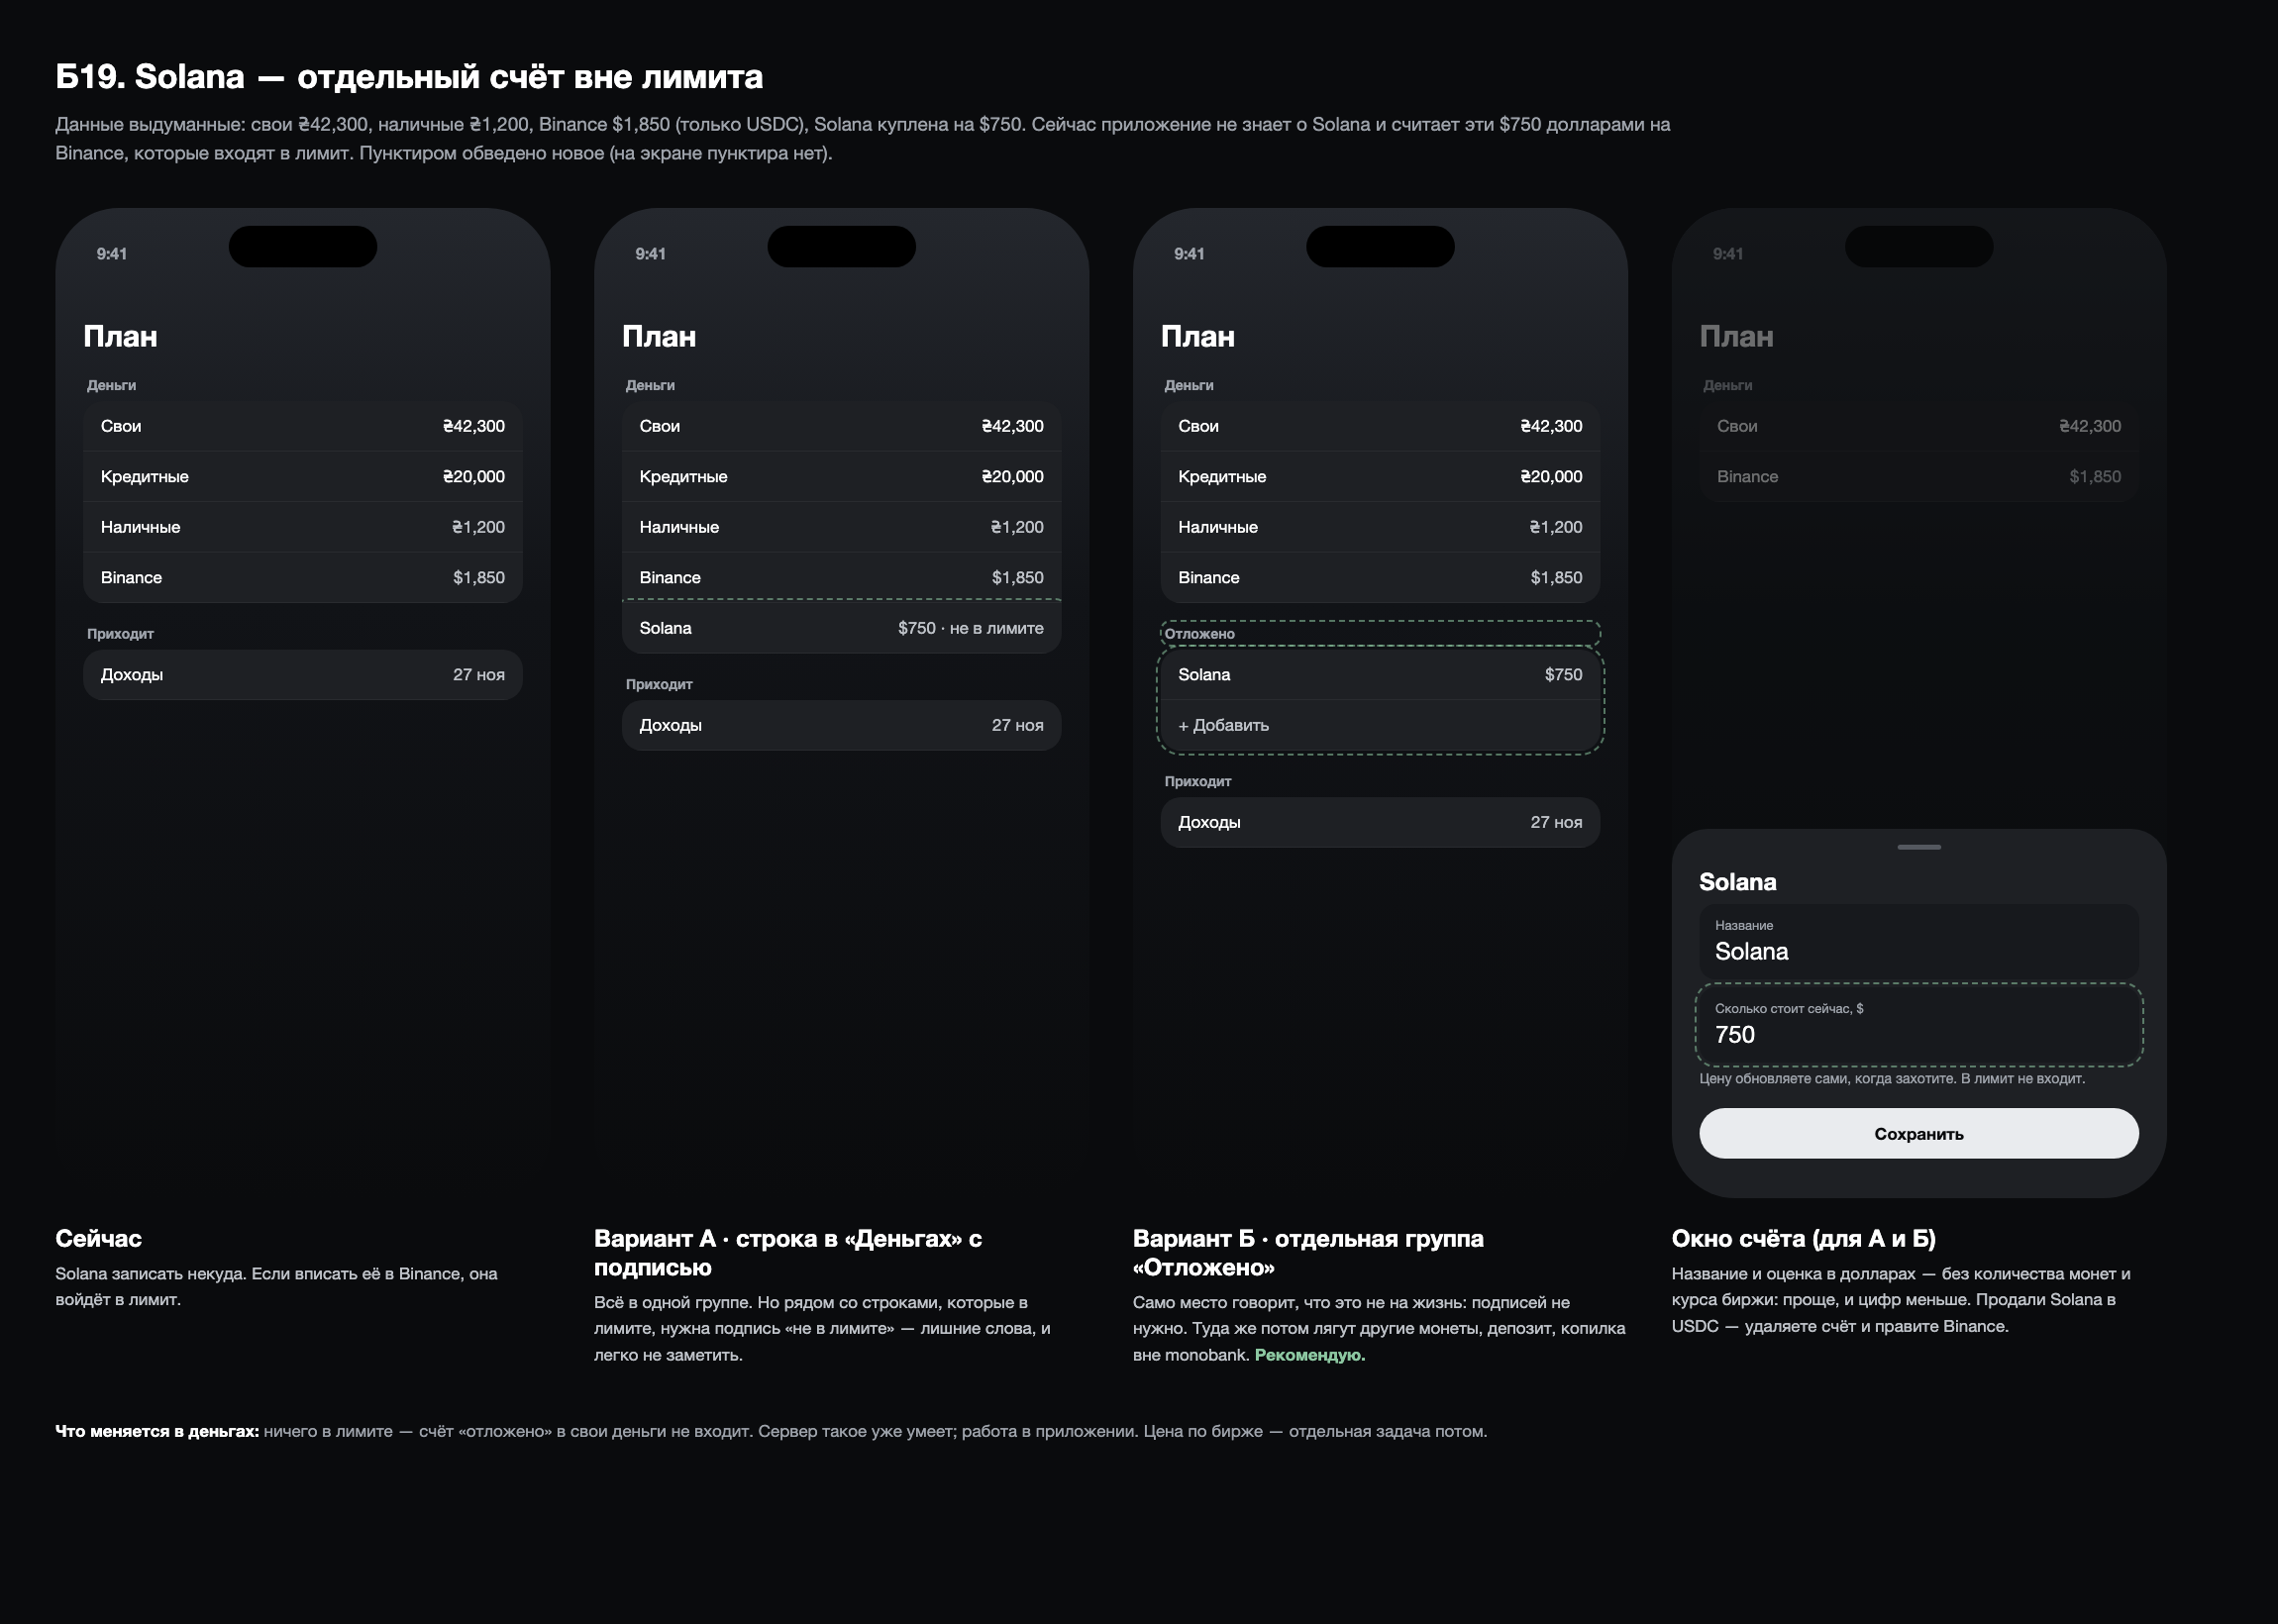 Б19. Solana — отдельный счёт вне лимита
Данные выдуманные: свои ₴42,300, наличные ₴1,200, Binance $1,850 (только USDC), Solana куплена на $750. Сейчас приложение не знает о Solana и считает эти $750 долларами на
Binance, которые входят в лимит. Пунктиром обведено новое (на экране пунктира нет).
9:41
План
Деньги
Свои ₴42,300
Кредитные ₴20,000
Наличные ₴1,200
Binance $1,850
Приходит
Доходы 27 ноя
Сейчас
Solana записать некуда. Если вписать её в Binance, она
войдёт в лимит.
9:41
План
Деньги
Свои ₴42,300
Кредитные ₴20,000
Наличные ₴1,200
Binance $1,850
Solana $750 · не в лимите
Приходит
Доходы 27 ноя
Вариант А · строка в «Деньгах» с
подписью
Всё в одной группе. Но рядом со строками, которые в
лимите, нужна подпись «не в лимите» — лишние слова, и
легко не заметить.
9:41
План
Деньги
Свои ₴42,300
Кредитные ₴20,000
Наличные ₴1,200
Binance $1,850
Отложено
Solana $750
+ Добавить
Приходит
Доходы 27 ноя
Вариант Б · отдельная группа
«Отложено»
Само место говорит, что это не на жизнь: подписей не
нужно. Туда же потом лягут другие монеты, депозит, копилка
вне monobank. Рекомендую.
9:41
План
Деньги
Свои ₴42,300
Binance $1,850
Solana
Название
Solana
Сколько стоит сейчас, $
750
Цену обновляете сами, когда захотите. В лимит не входит.
Сохранить
Окно счёта (для А и Б)
Название и оценка в долларах — без количества монет и
курса биржи: проще, и цифр меньше. Продали Solana в
USDC — удаляете счёт и правите Binance.
Что меняется в деньгах: ничего в лимите — счёт «отложено» в свои деньги не входит. Сервер такое уже умеет; работа в приложении. Цена по бирже — отдельная задача потом.